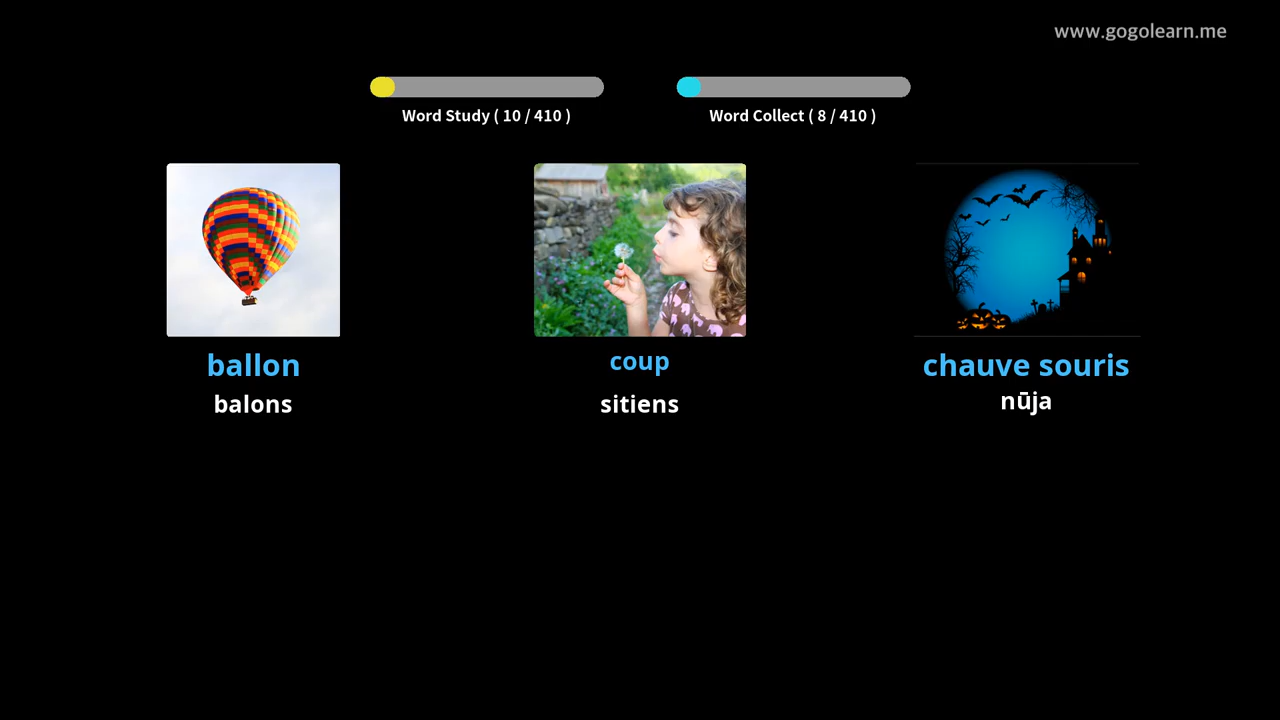 www.gogolearn.me
Word Study ( 10 / 410 )
Word Collect ( 8 / 410 )
ballon
balons
coup
sitiens
chauve souris
nūja